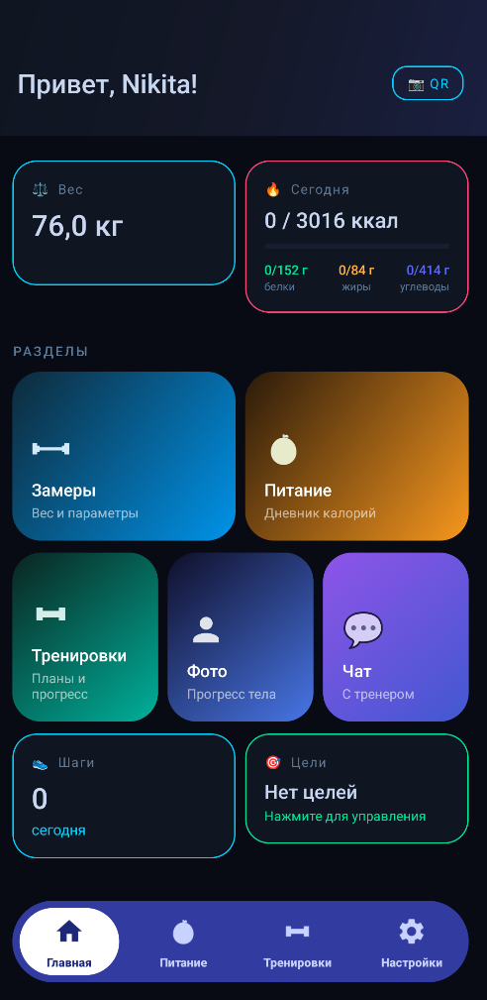 Привет, Nikita!
QR
Вес
76,0 кг
Сегодня
0 / 3016 ккал
0/152 г
0/84 г
0/414 г
белки
жиры
углеводы
РАЗДЕЛЫ
Замеры
Вес и параметры
Питание
Дневник калорий
Тренировки
Планы и
прогресс
Фото
Прогресс тела
Чат
С тренером
Шаги
0
сегодня
Цели
Нет целей
Нажмите для управления
Главная
Питание
Тренировки
Настройки